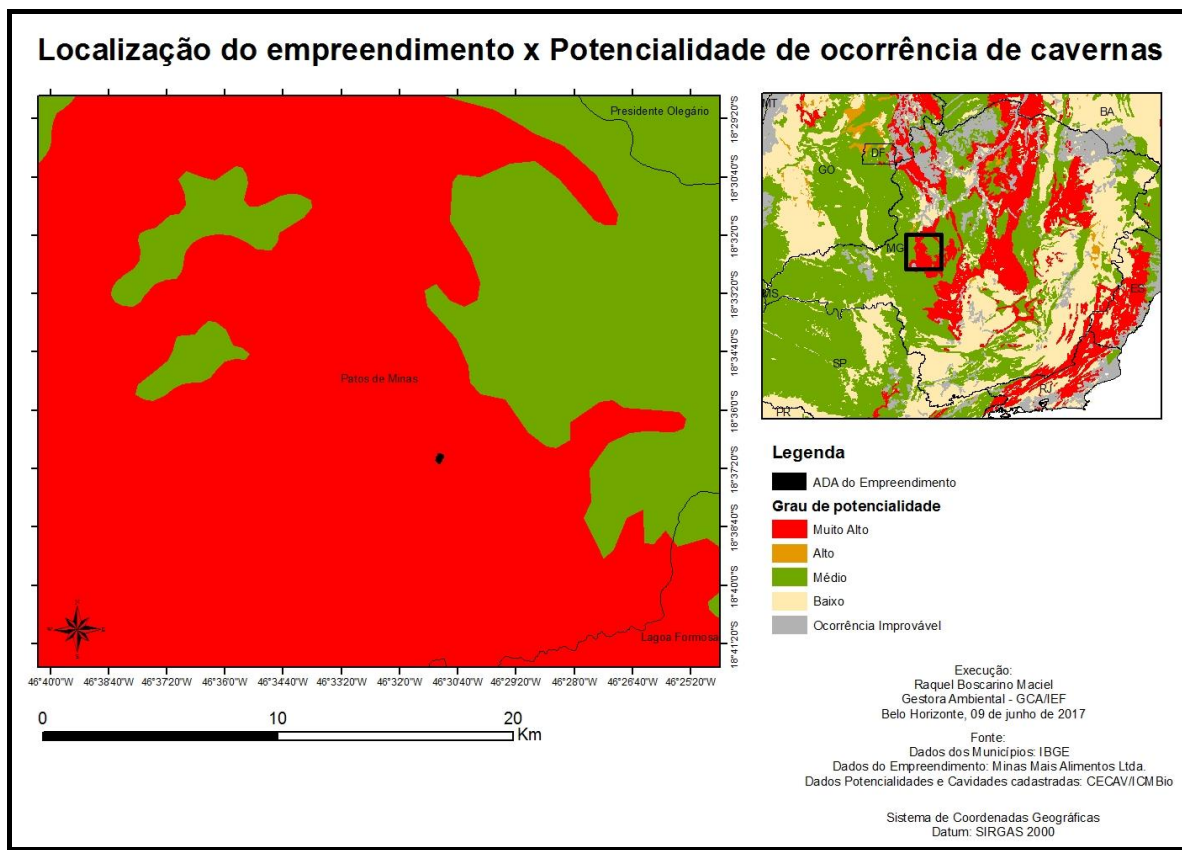 Localização do empreendimento x Potencialidade de ocorrência de cavernas
Presidente Olegário
Patos de Minas
Lagoa Formosa
18°29'20"S
18°30'40"S
18°32'0"S
18°33'20"S
18°34'40"S
18°36'0"S
18°37'20"S
18°38'40"S
18°40'0"S
18°41'20"S
46°40'0"W 46°38'40"W 46°37'20"W 46°36'0"W 46°34'40"W 46°33'20"W 46°32'0"W 46°30'40"W 46°29'20"W 46°28'0"W 46°26'40"W 46°25'20"W
0 10 20
Km
MT
BA
DF
GO
MG
MS
ES
SP
RJ
PR
Legenda
ADA do Empreendimento
Grau de potencialidade
Muito Alto
Alto
Médio
Baixo
Ocorrência Improvável
Execução:
Raquel Boscarino Maciel
Gestora Ambiental - GCA/IEF
Belo Horizonte, 09 de junho de 2017
Fonte:
Dados dos Municípios: IBGE
Dados do Empreendimento: Minas Mais Alimentos Ltda.
Dados Potencialidades e Cavidades cadastradas: CECAV/ICMBio
Sistema de Coordenadas Geográficas
Datum: SIRGAS 2000